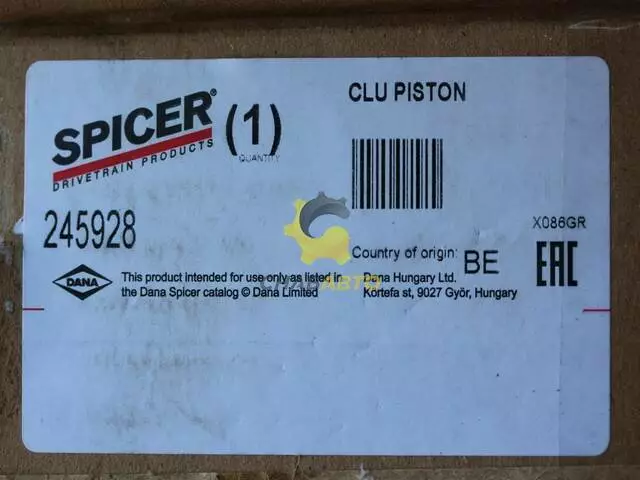 SPICER®
DRIVETRAIN PRODUCTS
(1)
QUANTITY
CLU PISTON
245928
X086GR
Country of origin: BE
EAC
DANA
This product intended for use only as listed in
the Dana Spicer catalog © Dana Limited
Dana Hungary Ltd.
Kortefa st, 9027 Győr, Hungary
СНАБАВТО